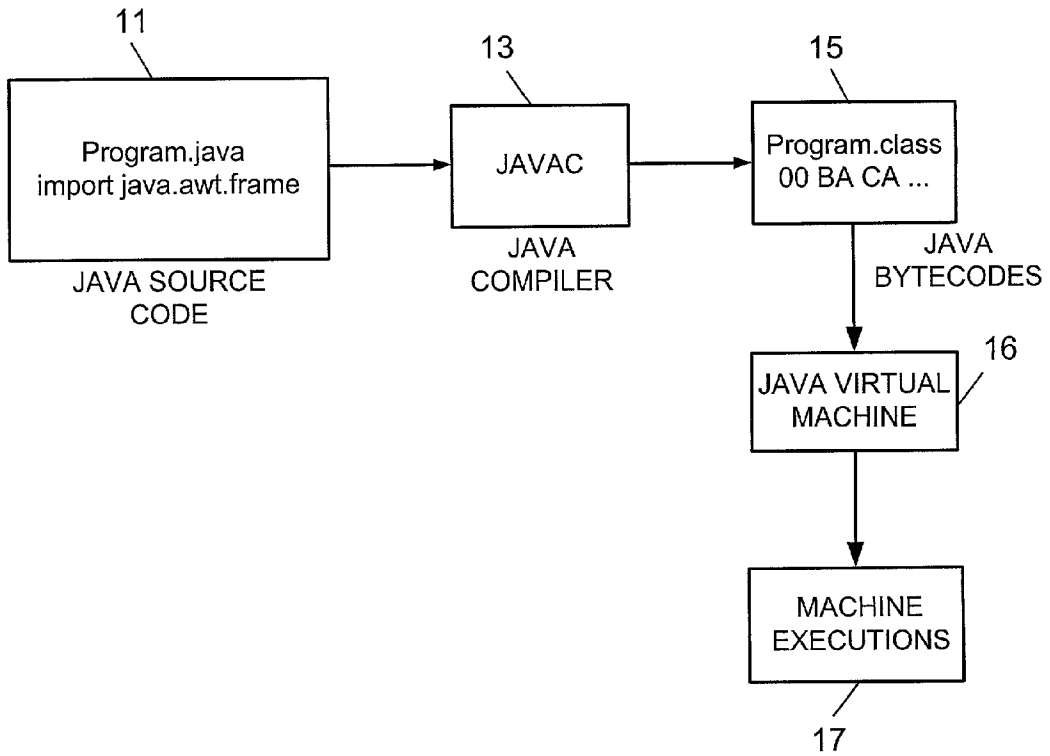 11
Program.java
import java.awt.frame
JAVA SOURCE
CODE
13
JAVAC
JAVA
COMPILER
15
Program.class
00 BA CA ...
JAVA
BYTECODES
16
JAVA VIRTUAL
MACHINE
MACHINE
EXECUTIONS
17